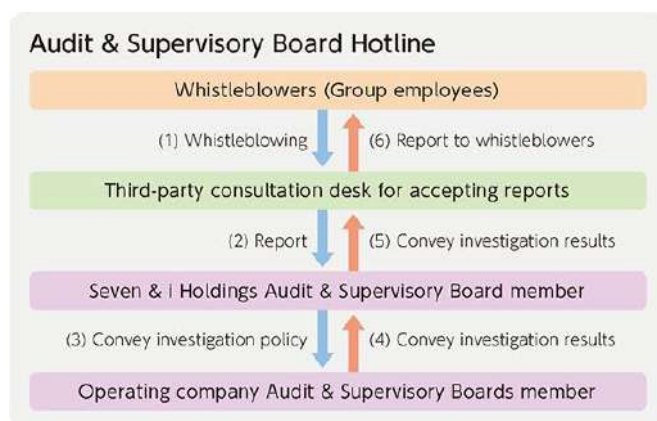 Audit & Supervisory Board Hotline
Whistleblowers (Group employees)
(1) Whistleblowing
(6) Report to whistleblowers
Third-party consultation desk for accepting reports
(2) Report
(5) Convey investigation results
Seven & i Holdings Audit & Supervisory Board member
(3) Convey investigation policy
(4) Convey investigation results
Operating company Audit & Supervisory Boards member